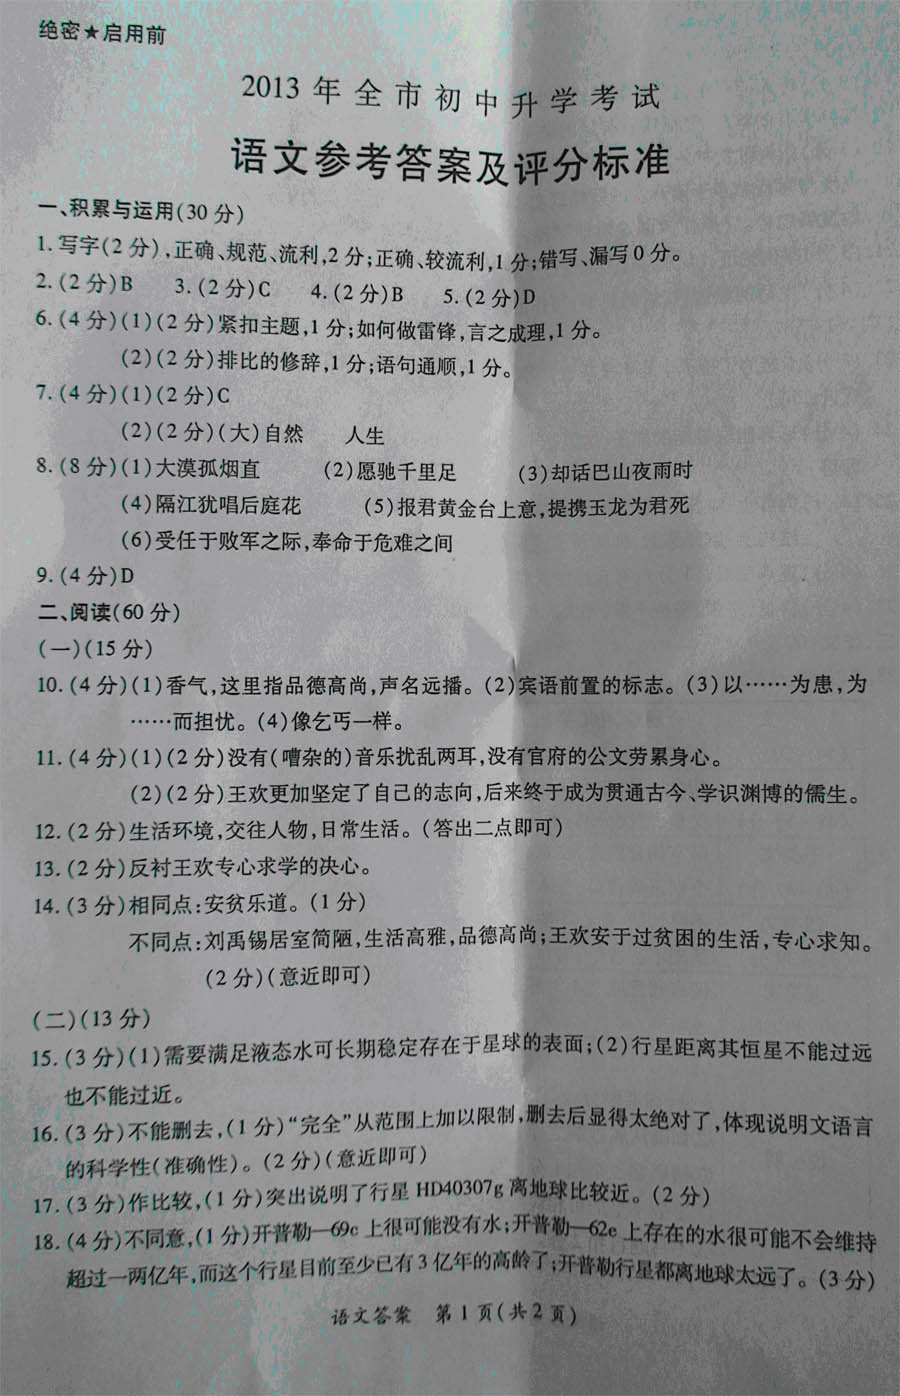 绝密★启用前
2013年全市初中升学考试
语文参考答案及评分标准
一、积累与运用(30分)
1.写字(2分),正确、规范、流利,2分;正确、较流利,1分;错写、漏写0分。
2.(2分)B 3.(2分)C 4.(2分)B 5.(2分)D
6.(4分)(1)(2分)紧扣主题,1分;如何做雷锋,言之成理,1分。
(2)(2分)排比的修辞,1分;语句通顺,1分。
7.(4分)(1)(2分)C
(2)(2分)(大)自然 人生
8.(8分)(1)大漠孤烟直 (2)愿驰千里足 (3)却话巴山夜雨时
(4)隔江犹唱后庭花 (5)报君黄金台上意,提携玉龙为君死
(6)受任于败军之际,奉命于危难之间
9.(4分)D
二、阅读(60分)
(一)(15分)
10.(4分)(1)香气,这里指品德高尚,声名远播。(2)宾语前置的标志。(3)以……为患,为
……而担忧。(4)像乞丐一样。
11.(4分)(1)(2分)没有(嘈杂的)音乐扰乱两耳,没有官府的公文劳累身心。
(2)(2分)王欢更加坚定了自己的志向,后来终于成为贯通古今、学识渊博的儒生。
12.(2分)生活环境,交往人物,日常生活。(答出二点即可)
13.(2分)反衬王欢专心求学的决心。
14.(3分)相同点:安贫乐道。(1分)
不同点:刘禹锡居室简陋,生活高雅,品德高尚;王欢安于过贫困的生活,专心求知。
(2分)(意近即可)
(二)(13分)
15.(3分)(1)需要满足液态水可长期稳定存在于星球的表面;(2)行星距离其恒星不能过远
也不能过近。
16.(3分)不能删去,(1分)“完全”从范围上加以限制,删去后显得太绝对了,体现说明文语言
的科学性(准确性)。(2分)(意近即可)
17.(3分)作比较,(1分)突出说明了行星HD40307g离地球比较近。(2分)
18.(4分)不同意,(1分)开普勒—69c上很可能没有水;开普勒—62e上存在的水很可能不会维持
超过一两亿年,而这个行星目前至少已有3亿年的高龄了;开普勒行星都离地球太远了。(3分)
语文答案 第1页(共2页)